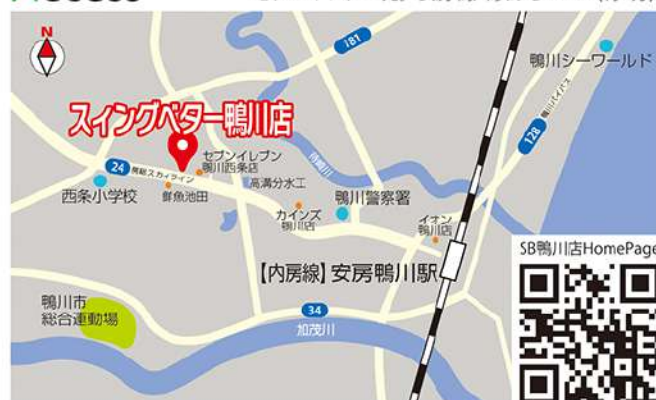 N
181
鴨川シーワールド
鴨川バイパス
128
スイングベター鴨川店
待崎川
セブンイレブン
鴨川西条店
24
房総スカイライン
高溝分水工
西条小学校
鮮魚池田
カインズ
鴨川店
鴨川警察署
イオン
鴨川店
【内房線】安房鴨川駅
SB鴨川店HomePage
鴨川市
総合運動場
34
加茂川